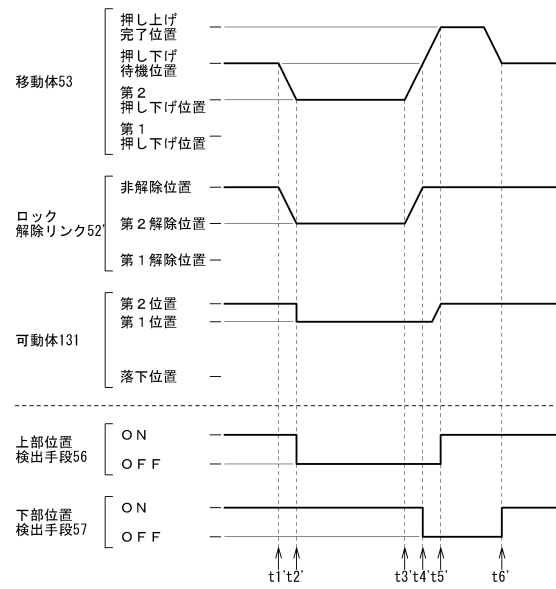 移動体53
押し上げ
完了位置
押し下げ
待機位置
第２
押し下げ位置
第１
押し下げ位置
ロック
解除リンク52'
非解除位置
第２解除位置
第１解除位置
可動体131
第２位置
第１位置
落下位置
上部位置
検出手段56
ＯＮ
ＯＦＦ
下部位置
検出手段57
ＯＮ
ＯＦＦ
t1' t2' t3' t4' t5' t6'